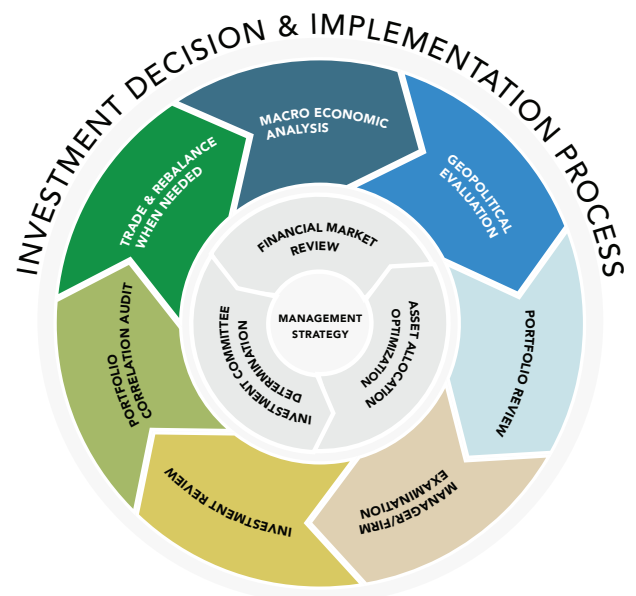 INVESTMENT DECISION & IMPLEMENTATION PROCESS
MACRO ECONOMIC
ANALYSIS
GEOPOLITICAL
EVALUATION
PORTFOLIO REVIEW
MANAGER/FIRM
EXAMINATION
INVESTMENT REVIEW
PORTFOLIO
CORRELATION AUDIT
TRADE & REBALANCE
WHEN NEEDED
FINANCIAL MARKET
REVIEW
ASSET ALLOCATION
OPTIMIZATION
INVESTMENT COMMITTEE
DETERMINATION
MANAGEMENT
STRATEGY